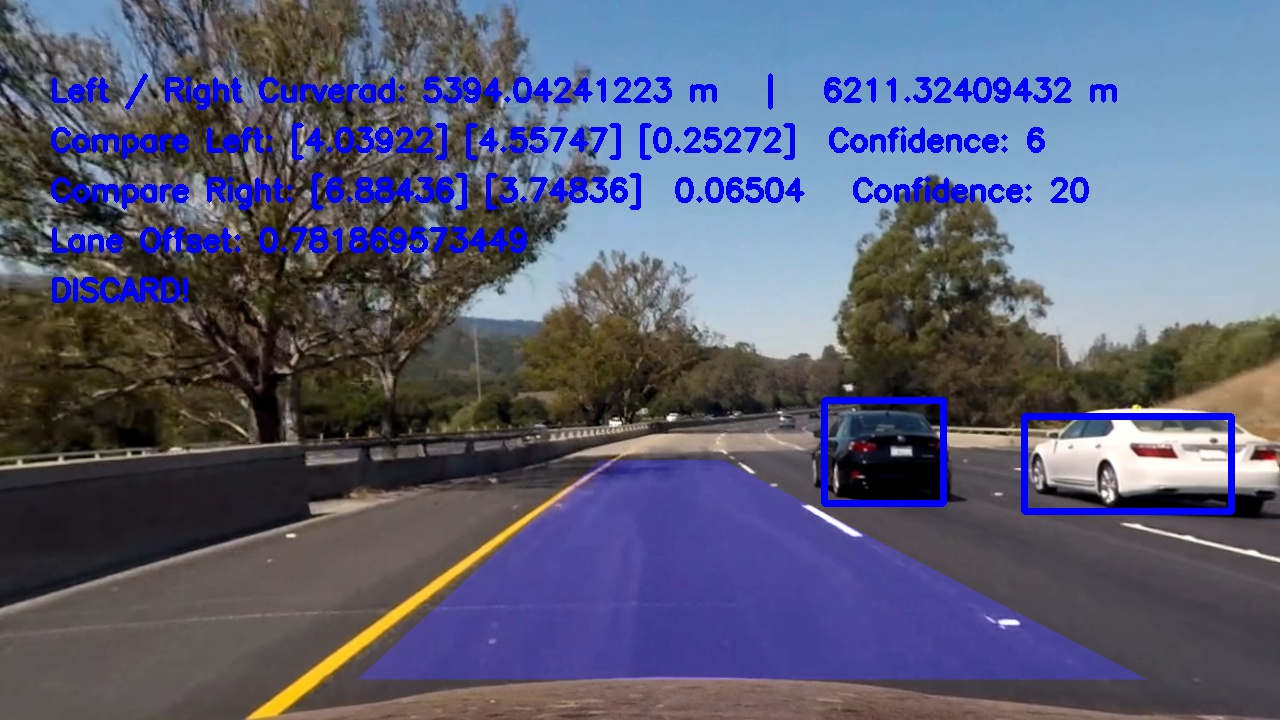 Left / Right Curverad: 5394.04241223 m | 6211.32409432 m
Compare Left: [4.03922] [4.55747] [0.25272] Confidence: 6
Compare Right: [6.88436] [3.74836] 0.06504 Confidence: 20
Lane Offset: 0.781869573449
DISCARD!